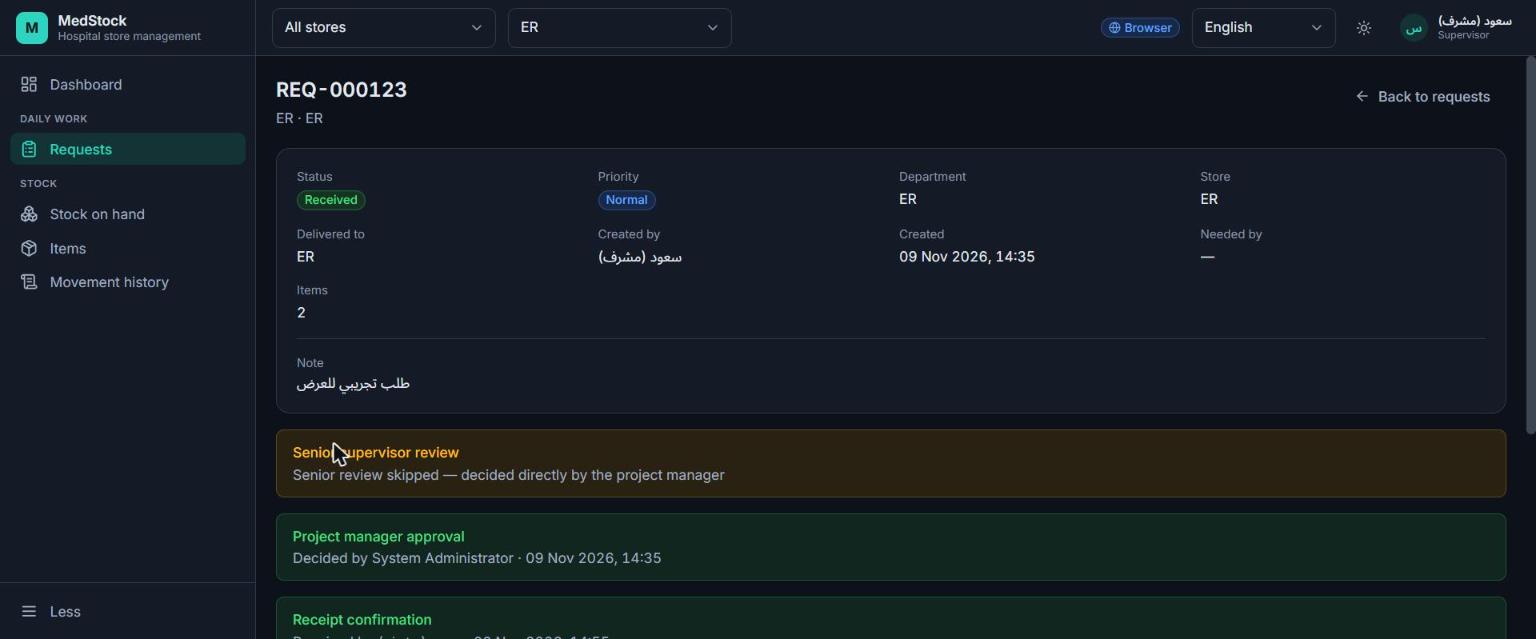 M
MedStock
Hospital store management
All stores
ER
Browser
English
س
سعود (مشرف)
Supervisor
Dashboard
DAILY WORK
Requests
STOCK
Stock on hand
Items
Movement history
Less
REQ-000123
ER · ER
Back to requests
Status
Received
Priority
Normal
Department
ER
Store
ER
Delivered to
ER
Created by
سعود (مشرف)
Created
09 Nov 2026, 14:35
Needed by
—
Items
2
Note
طلب تجريبي للعرض
Senior supervisor review
Senior review skipped — decided directly by the project manager
Project manager approval
Decided by System Administrator · 09 Nov 2026, 14:35
Receipt confirmation